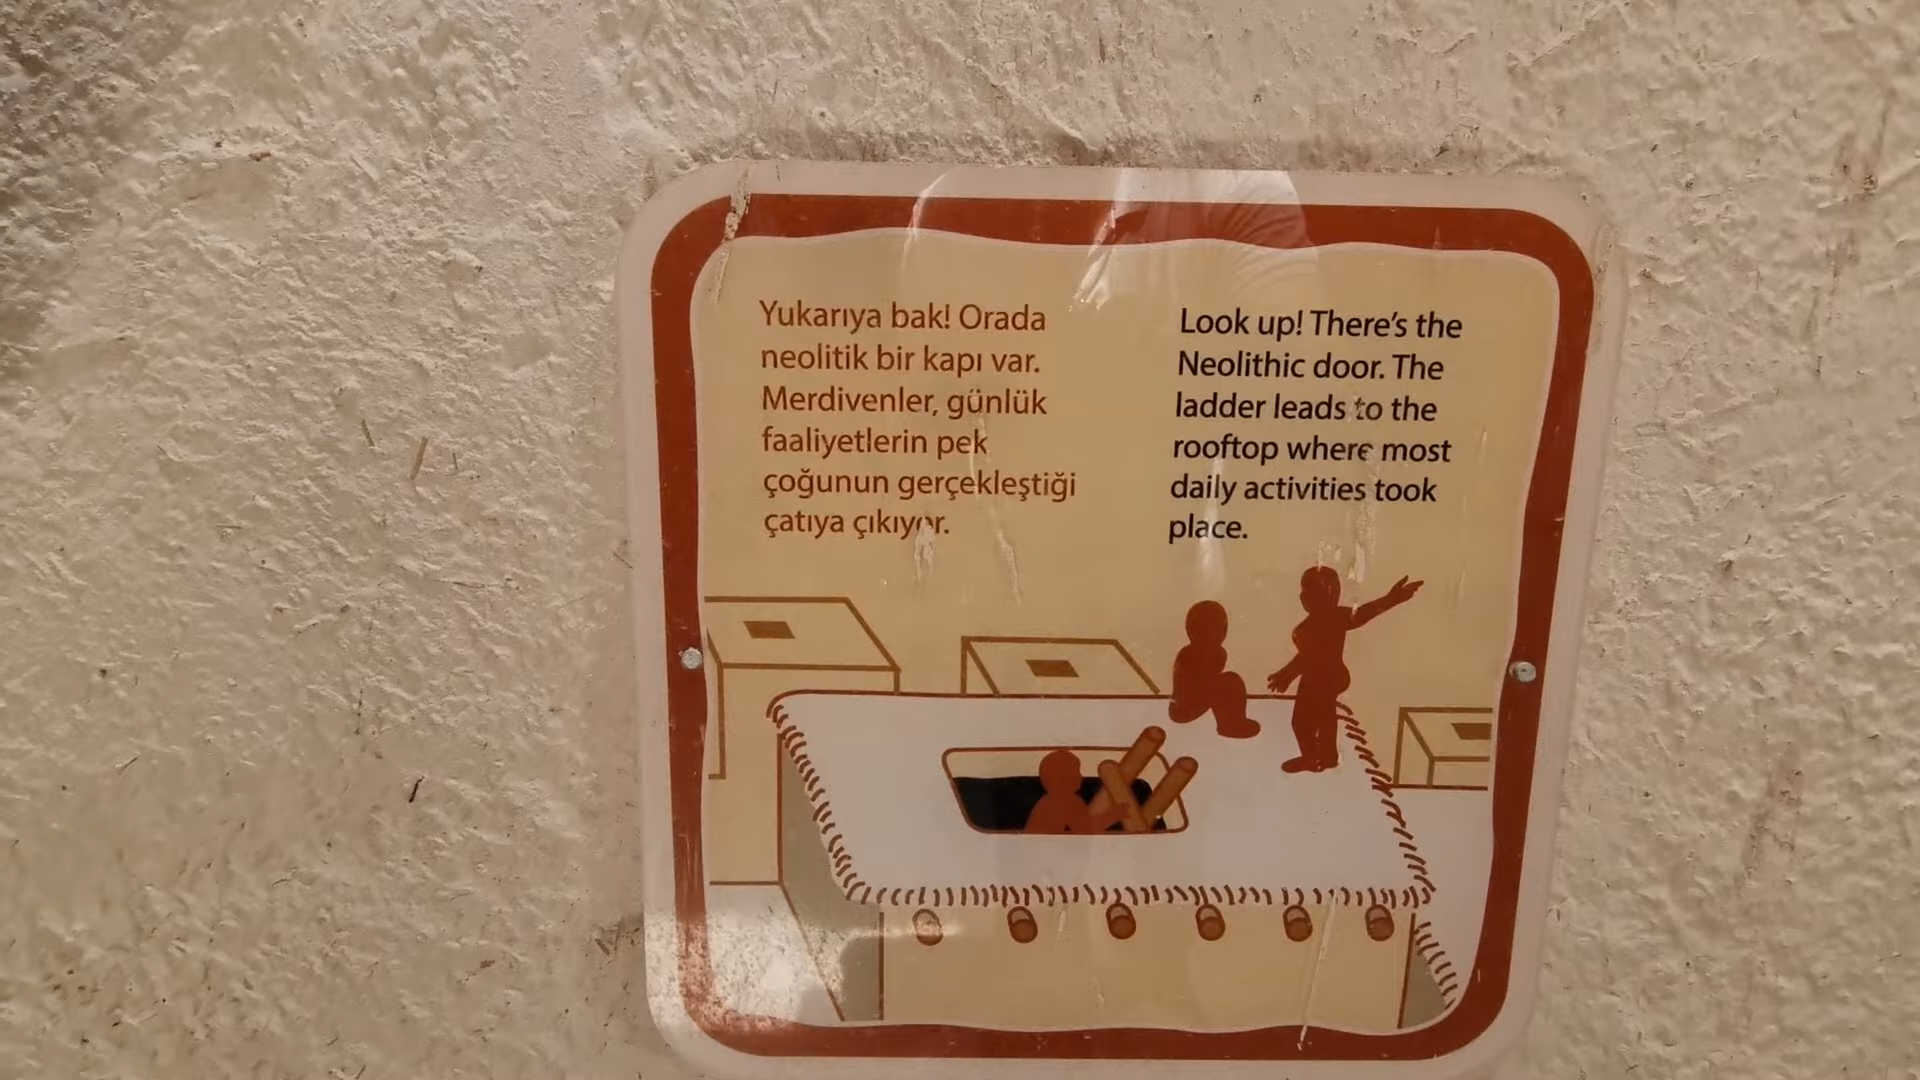 Yukarıya bak! Orada
neolitik bir kapı var.
Merdivenler, günlük
faaliyetlerin pek
çoğunun gerçekleştiği
çatıya çıkıyor.
Look up! There's the
Neolithic door. The
ladder leads to the
rooftop where most
daily activities took
place.